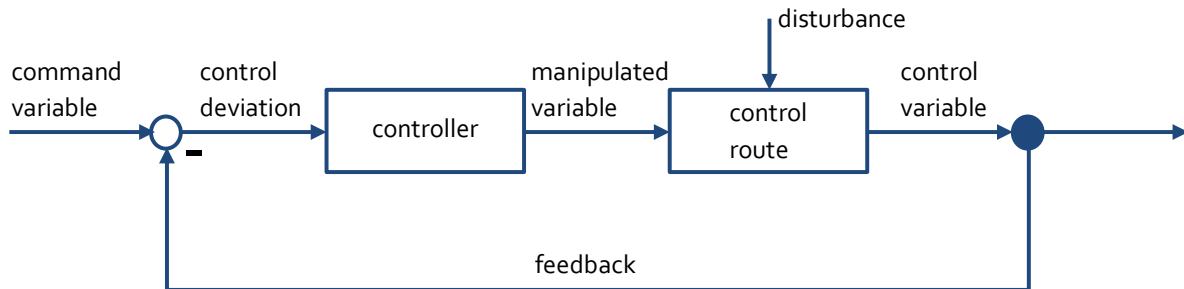 disturbance
command
variable
control
deviation
manipulated
variable
control
variable
controller
control
route
-
feedback